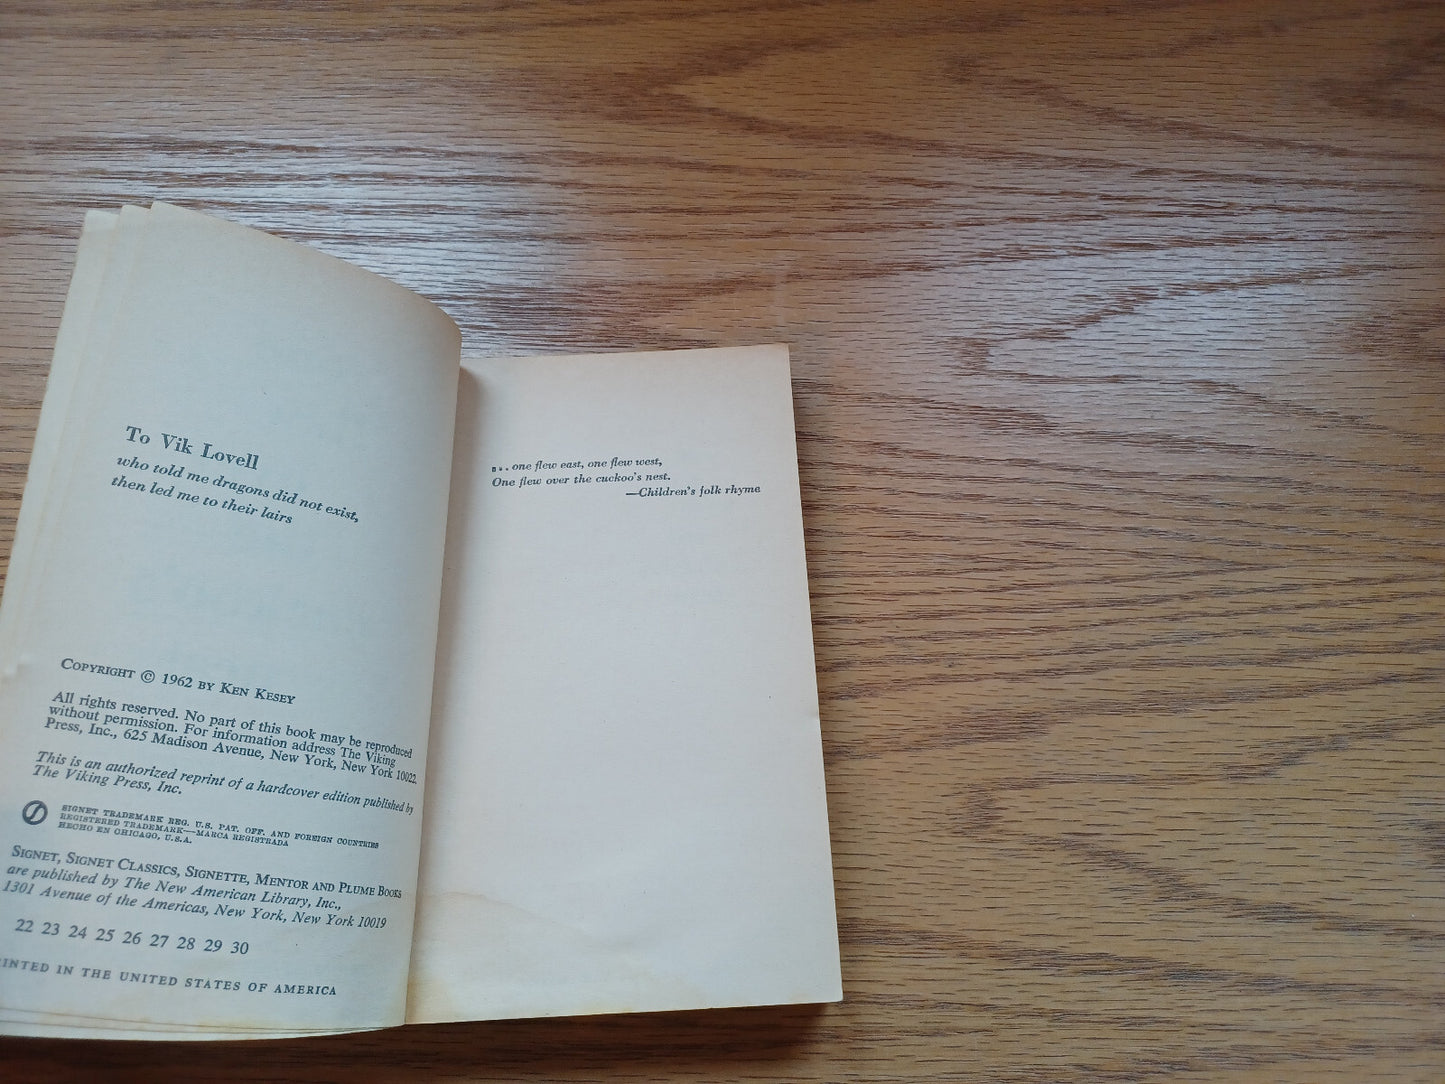 To Vik Lovell
who told me dragons did not exist,
then led me to their lairs
COPYRIGHT © 1962 BY KEN KESEY
All rights reserved. No part of this book may be reproduced
without permission. For information address The Viking
Press, Inc., 625 Madison Avenue, New York, New York 10022.
This is an authorized reprint of a hardcover edition published by
The Viking Press, Inc.
SIGNET TRADEMARK REG. U.S. PAT. OFF. AND FOREIGN COUNTRIES
REGISTERED TRADEMARK—MARCA REGISTRADA
HECHO EN CHICAGO, U.S.A.
SIGNET, SIGNET CLASSICS, SIGNETTE, MENTOR AND PLUME BOOKS
are published by The New American Library, Inc.,
1301 Avenue of the Americas, New York, New York 10019
22 23 24 25 26 27 28 29 30
INTED IN THE UNITED STATES OF AMERICA
... one flew east, one flew west,
One flew over the cuckoo's nest.
—Children's folk rhyme